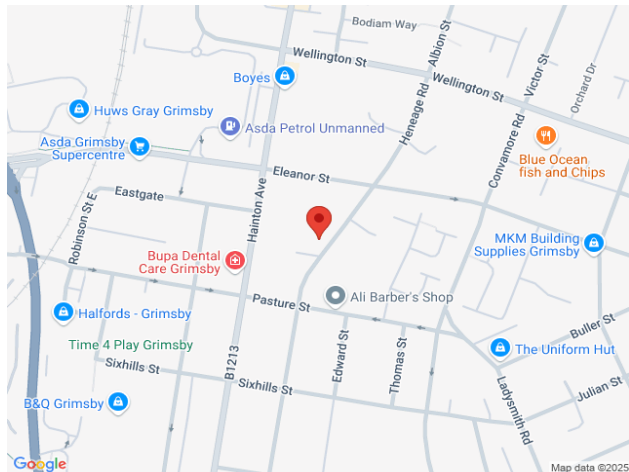 Bodiam Way
Albion St
Wellington St
Victor St
Boyes
Wellington St
Orchard Dr
Huws Gray Grimsby
Heneage Rd
Asda Petrol Unmanned
Convamore Rd
Asda Grimsby
Supercentre
Blue Ocean
fish and Chips
Eleanor St
Eastgate
Hainton Ave
Robinson St E
MKM Building
Supplies Grimsby
Bupa Dental
Care Grimsby
Pasture St
Ali Barber's Shop
Halfords - Grimsby
Buller St
Time 4 Play Grimsby
The Uniform Hut
Sixhills St
B1213
Edward St
Thomas St
Sixhills St
Julian St
Ladysmith Rd
B&Q Grimsby
Google
Map data ©2025